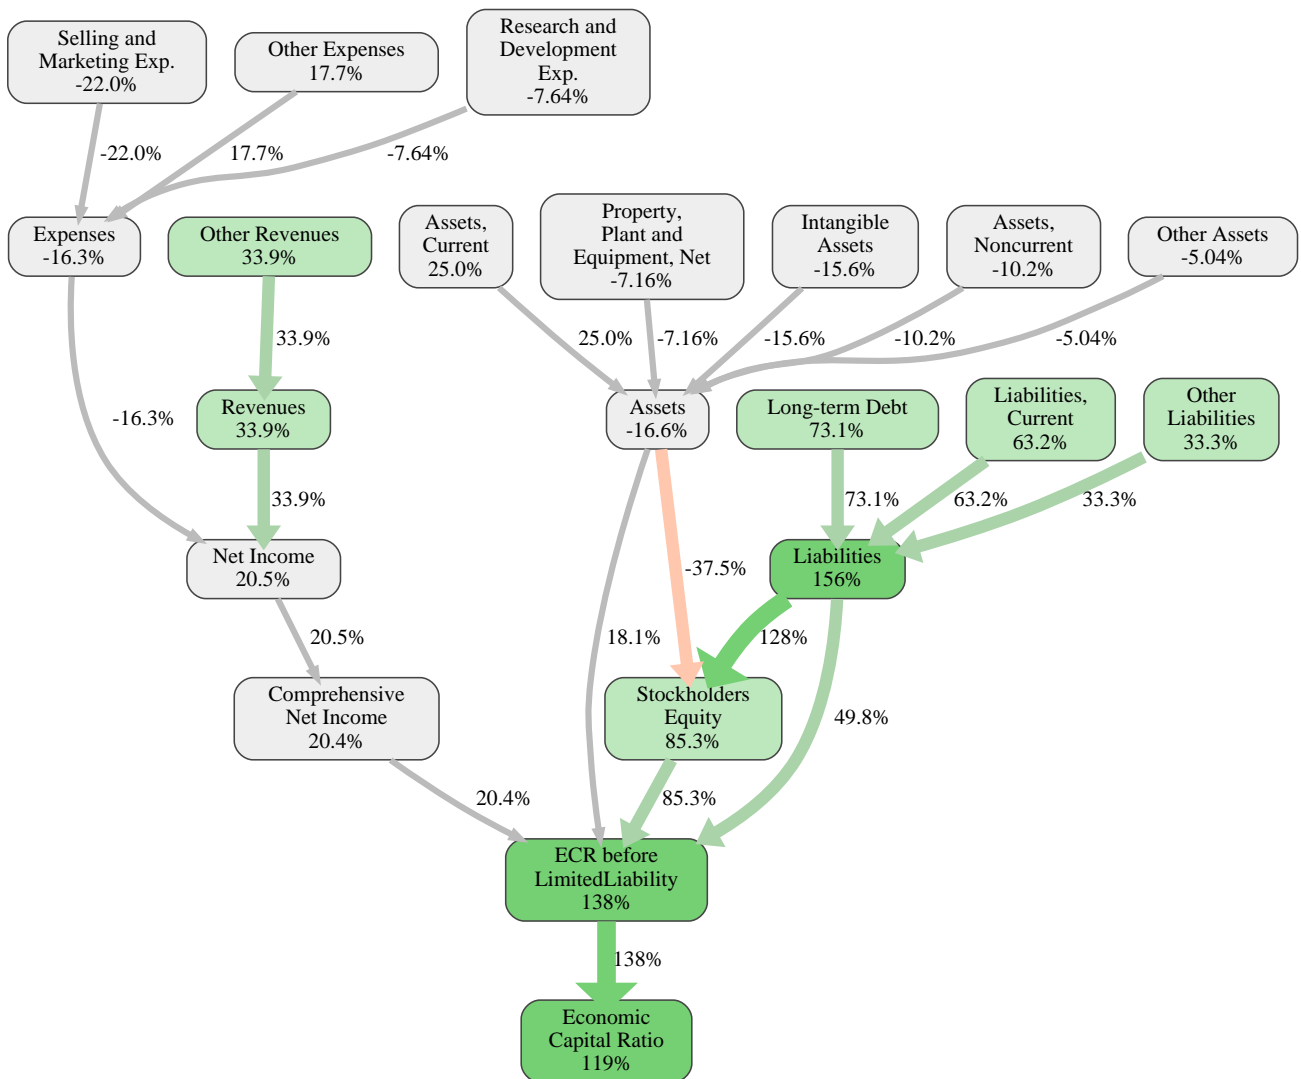 Selling and
Marketing Exp.
-22.0%
Other Expenses
17.7%
Research and
Development
Exp.
-7.64%
-22.0%
17.7%
-7.64%
Expenses
-16.3%
Other Revenues
33.9%
Assets,
Current
25.0%
Property,
Plant and
Equipment, Net
-7.16%
Intangible
Assets
-15.6%
Assets,
Noncurrent
-10.2%
Other Assets
-5.04%
33.9%
25.0%
-7.16%
-15.6%
-10.2%
-5.04%
-16.3%
Revenues
33.9%
Assets
-16.6%
Long-term Debt
73.1%
Liabilities,
Current
63.2%
Other
Liabilities
33.3%
33.9%
73.1%
63.2%
33.3%
Net Income
20.5%
-37.5%
Liabilities
156%
20.5%
18.1%
128%
Comprehensive
Net Income
20.4%
Stockholders
Equity
85.3%
49.8%
20.4%
85.3%
ECR before
LimitedLiability
138%
138%
Economic
Capital Ratio
119%